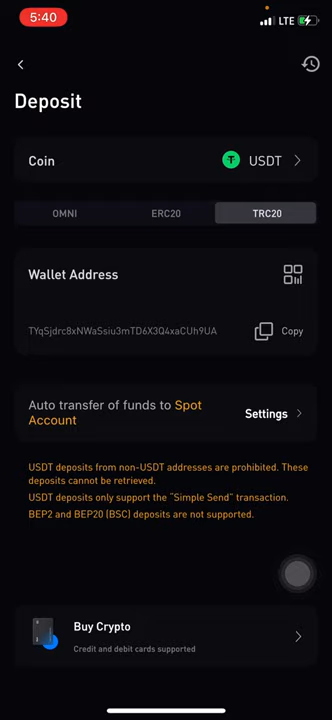 5:40
LTE
Deposit
Coin
USDT
OMNI
ERC20
TRC20
Wallet Address
TYqSjdrc8xNWaSsiu3mTD6X3Q4xaCUh9UA
Copy
Auto transfer of funds to Spot
Account
Settings
USDT deposits from non-USDT addresses are prohibited. These
deposits cannot be retrieved.
USDT deposits only support the “Simple Send” transaction.
BEP2 and BEP20 (BSC) deposits are not supported.
Buy Crypto
Credit and debit cards supported